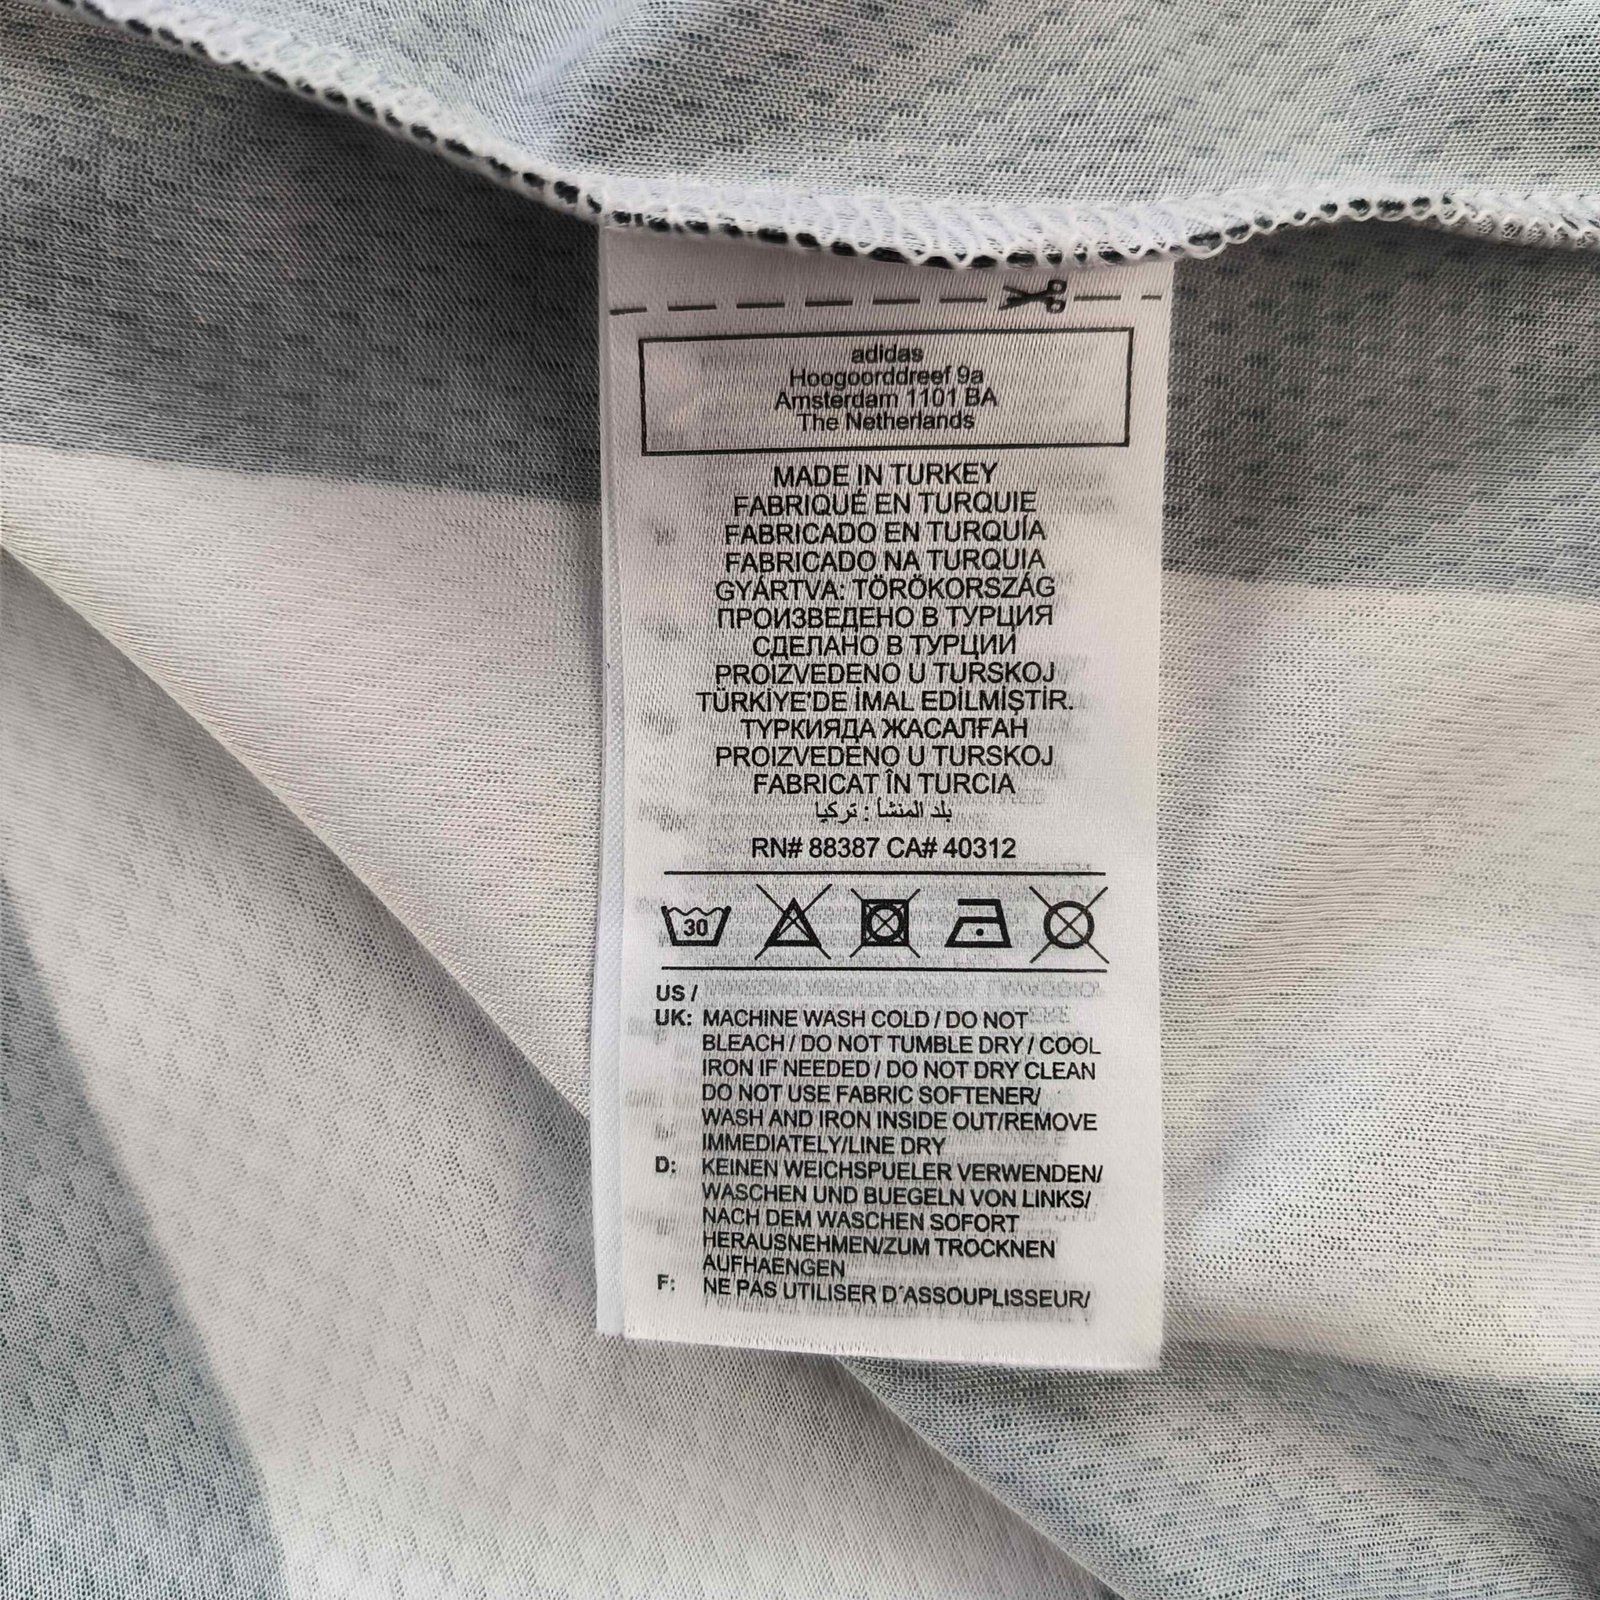 adidas
Hoogoorddreef 9a
Amsterdam 1101 BA
The Netherlands
MADE IN TURKEY
FABRIQUÉ EN TURQUIE
FABRICADO EN TURQUÍA
FABRICADO NA TURQUIA
GYÁRTVA: TÖRÖKORSZÁG
ПРОИЗВЕДЕНО В ТУРЦИЯ
СДЕЛАНО В ТУРЦИИ
PROIZVEDENO U TURSKOJ
TÜRKİYE'DE İMAL EDİLMİŞTİR.
ТҮРКИЯДА ЖАСАЛҒАН
PROIZVEDENO U TURSKOJ
FABRICAT ÎN TURCIA
بلد المنشأ : تركيا
RN# 88387 CA# 40312
30
US /
UK: MACHINE WASH COLD / DO NOT
BLEACH / DO NOT TUMBLE DRY / COOL
IRON IF NEEDED / DO NOT DRY CLEAN
DO NOT USE FABRIC SOFTENER/
WASH AND IRON INSIDE OUT/REMOVE
IMMEDIATELY/LINE DRY
D: KEINEN WEICHSPUELER VERWENDEN/
WASCHEN UND BUEGELN VON LINKS/
NACH DEM WASCHEN SOFORT
HERAUSNEHMEN/ZUM TROCKNEN
AUFHAENGEN
F: NE PAS UTILISER D'ASSOUPLISSEUR/